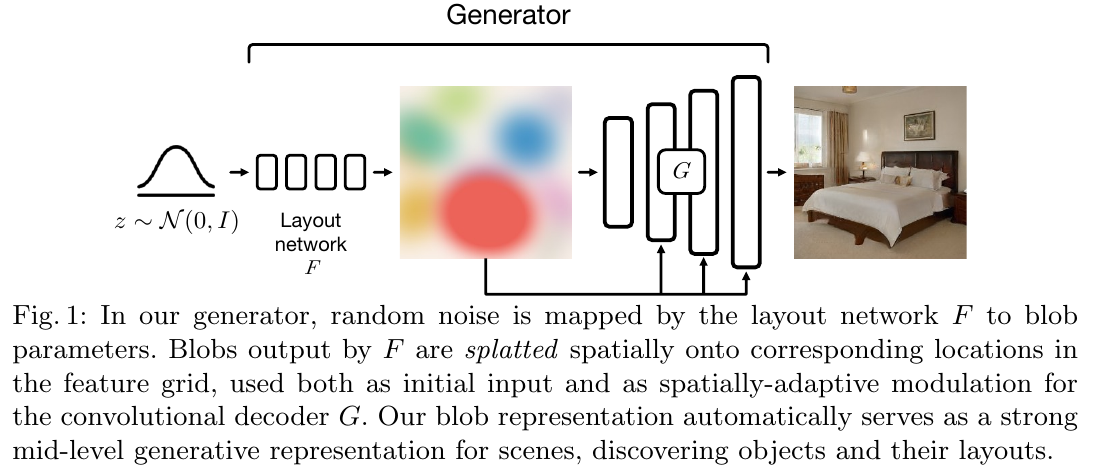 Generator
z ∼ 𝒩(0, I)
Layout
network
F
G
Fig. 1: In our generator, random noise is mapped by the layout network F to blob
parameters. Blobs output by F are splatted spatially onto corresponding locations in
the feature grid, used both as initial input and as spatially-adaptive modulation for
the convolutional decoder G. Our blob representation automatically serves as a strong
mid-level generative representation for scenes, discovering objects and their layouts.